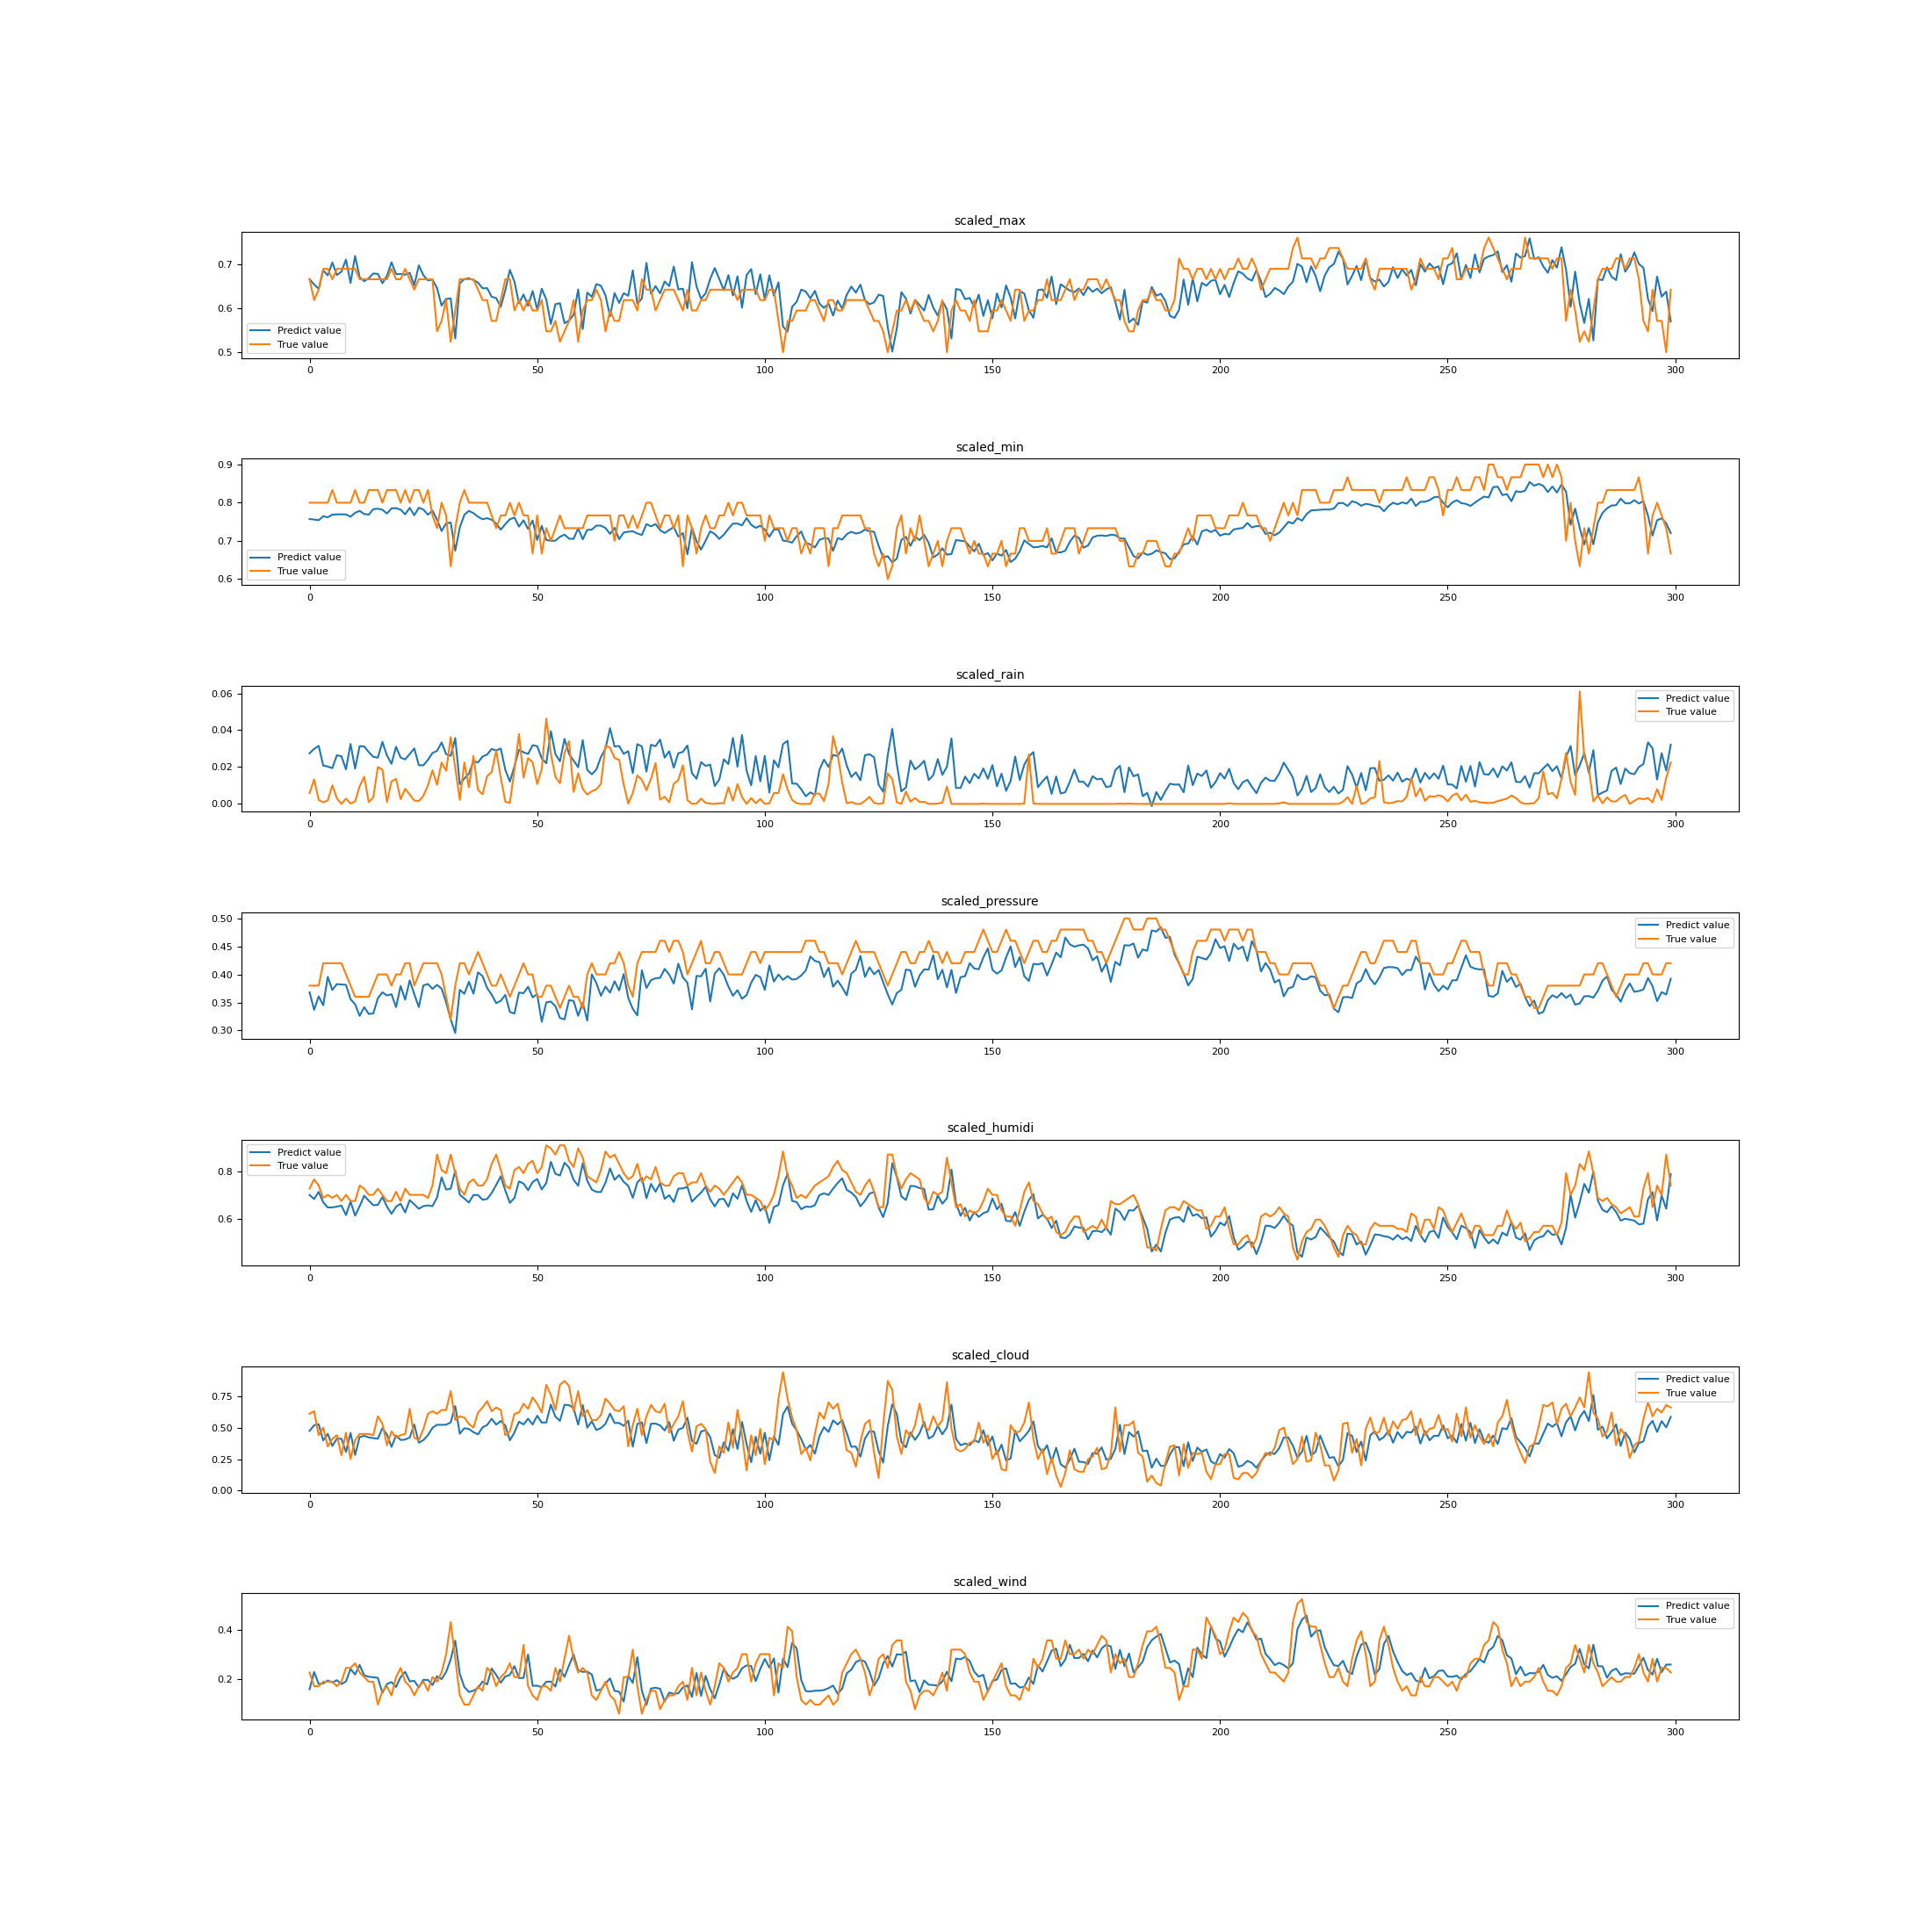 scaled_max
0.7
0.6
0.5
Predict value
True value
0 50 100 150 200 250 300
scaled_min
0.9
0.8
0.7
0.6
Predict value
True value
0 50 100 150 200 250 300
scaled_rain
0.06
0.04
0.02
0.00
Predict value
True value
0 50 100 150 200 250 300
scaled_pressure
0.50
0.45
0.40
0.35
0.30
Predict value
True value
0 50 100 150 200 250 300
scaled_humidi
0.8
0.6
Predict value
True value
0 50 100 150 200 250 300
scaled_cloud
0.75
0.50
0.25
0.00
Predict value
True value
0 50 100 150 200 250 300
scaled_wind
0.4
0.2
Predict value
True value
0 50 100 150 200 250 300